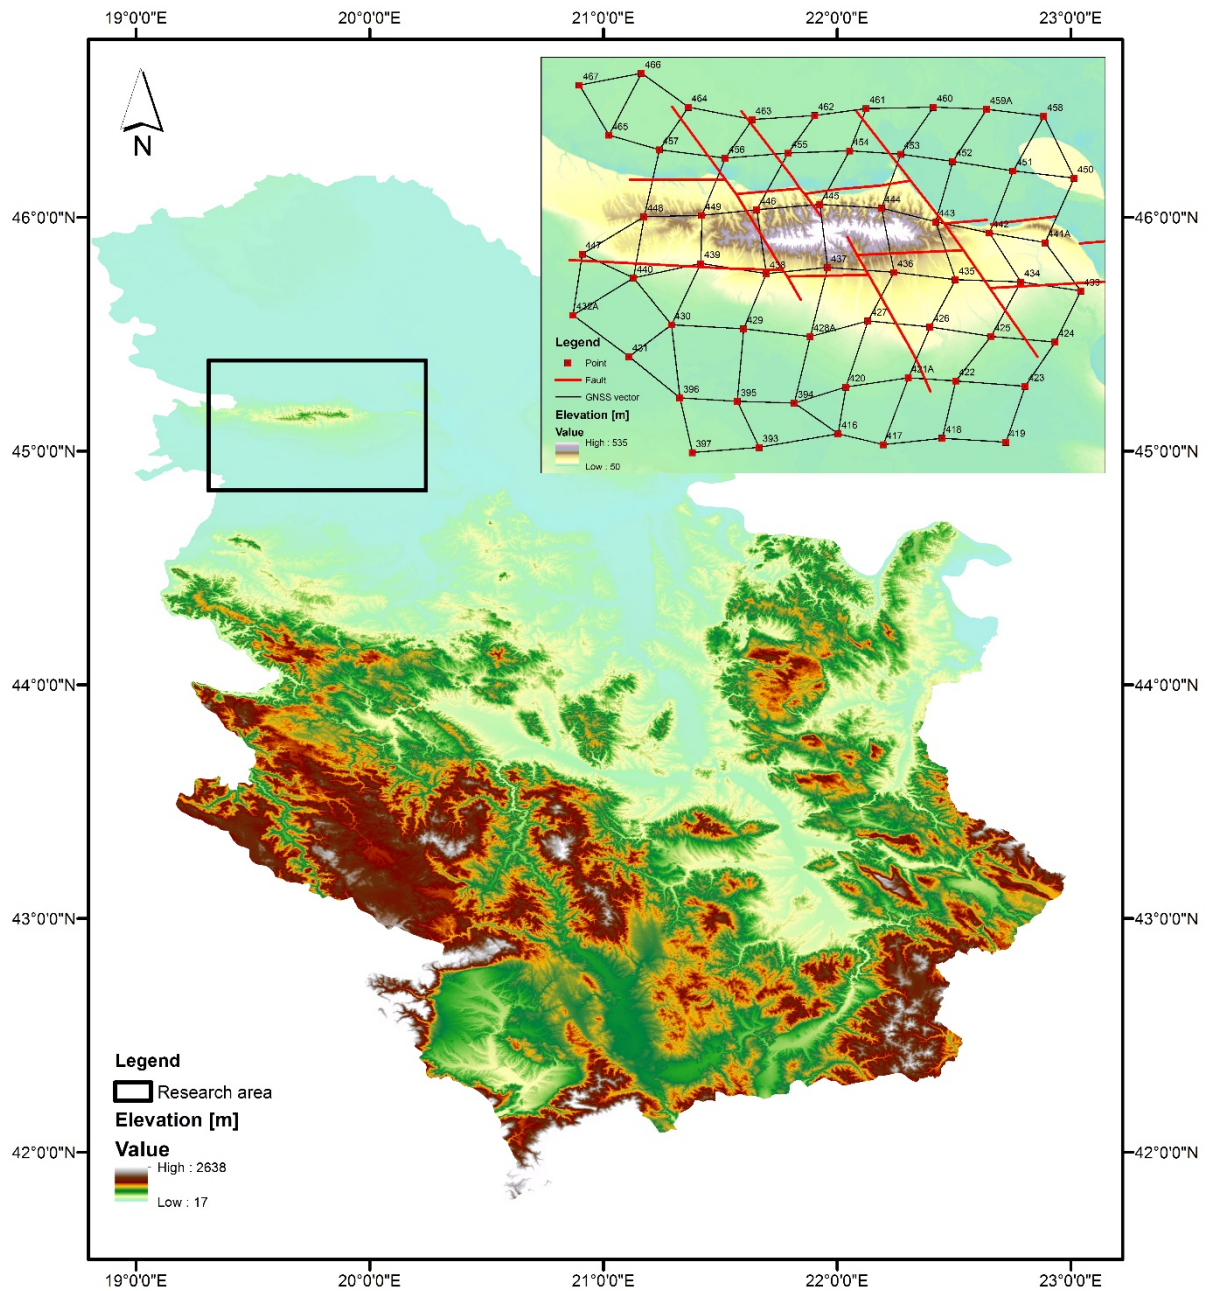 19°0'0"E 20°0'0"E 21°0'0"E 22°0'0"E 23°0'0"E
N
466
467
464
463 462 461 460 459A 458
465
457 456 455 454 453 452 451 450
448 449 446 445 444 443 442 441A
447
440 439 438 437 436 435 434 433
432A
430 429 428A 427 426 425 424
431
396 395 394 420 421A 422 423
397 393 416 417 418 419
Legend
Point
Fault
GNSS vector
Elevation [m]
Value
High : 535
Low : 50
46°0'0"N 46°0'0"N
45°0'0"N 45°0'0"N
44°0'0"N 44°0'0"N
43°0'0"N 43°0'0"N
42°0'0"N 42°0'0"N
Legend
Research area
Elevation [m]
Value
High : 2638
Low : 17
19°0'0"E 20°0'0"E 21°0'0"E 22°0'0"E 23°0'0"E